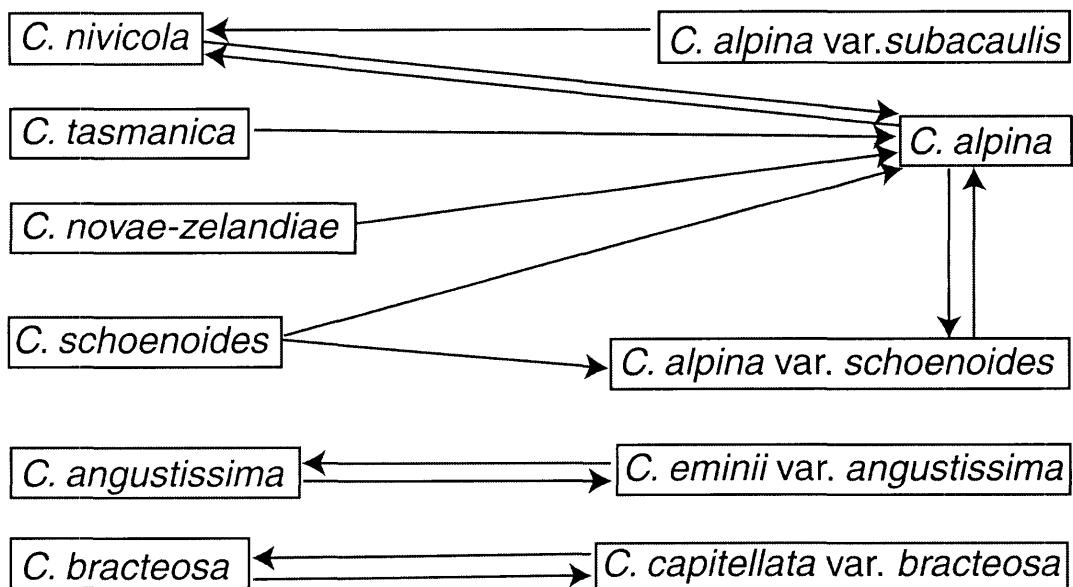 C. nivicola
C. alpina var.subacaulis
C. tasmanica
C. alpina
C. novae-zelandiae
C. schoenoides
C. alpina var. schoenoides
C. angustissima
C. eminii var. angustissima
C. bracteosa
C. capitellata var. bracteosa